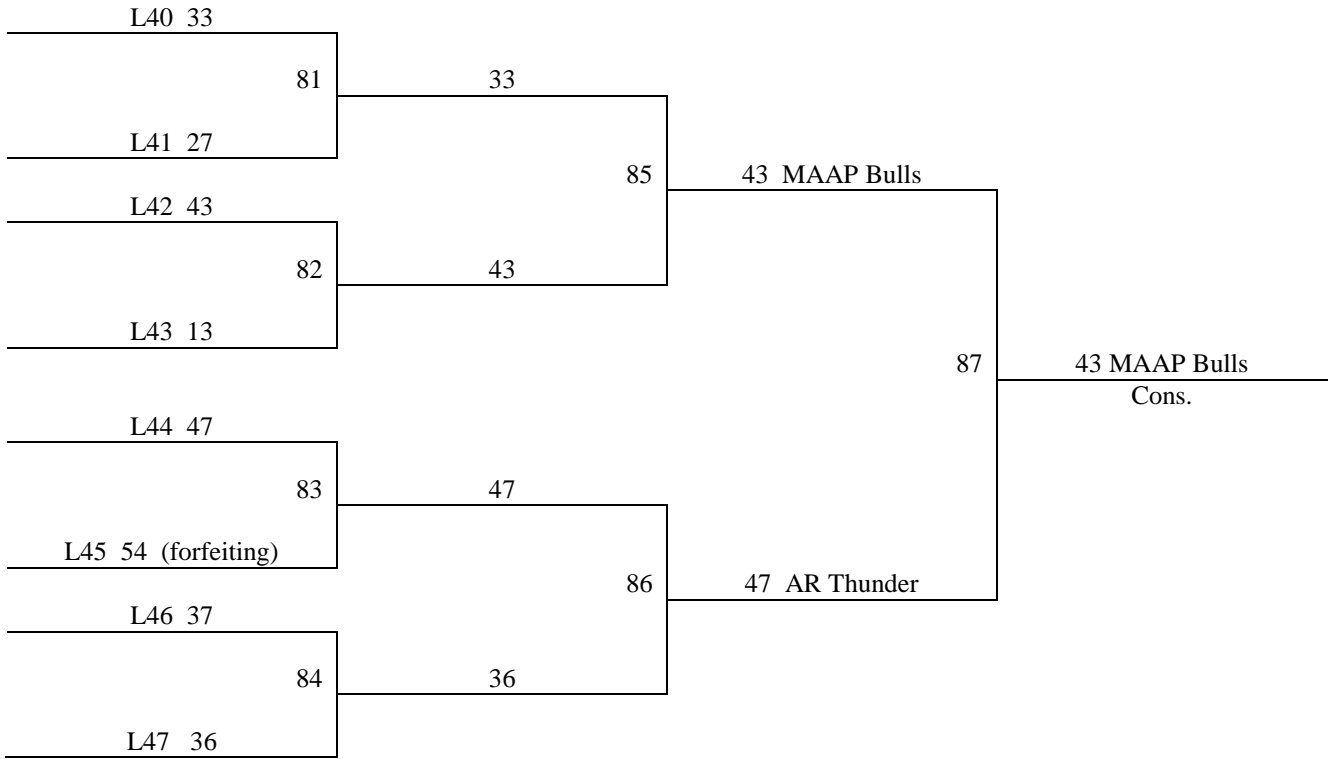 L40 33
81
33
L41 27
85
43 MAAP Bulls
L42 43
82
43
L43 13
87
43 MAAP Bulls
Cons.
L44 47
83
47
L45 54 (forfeiting)
86
47 AR Thunder
L46 37
84
36
L47 36